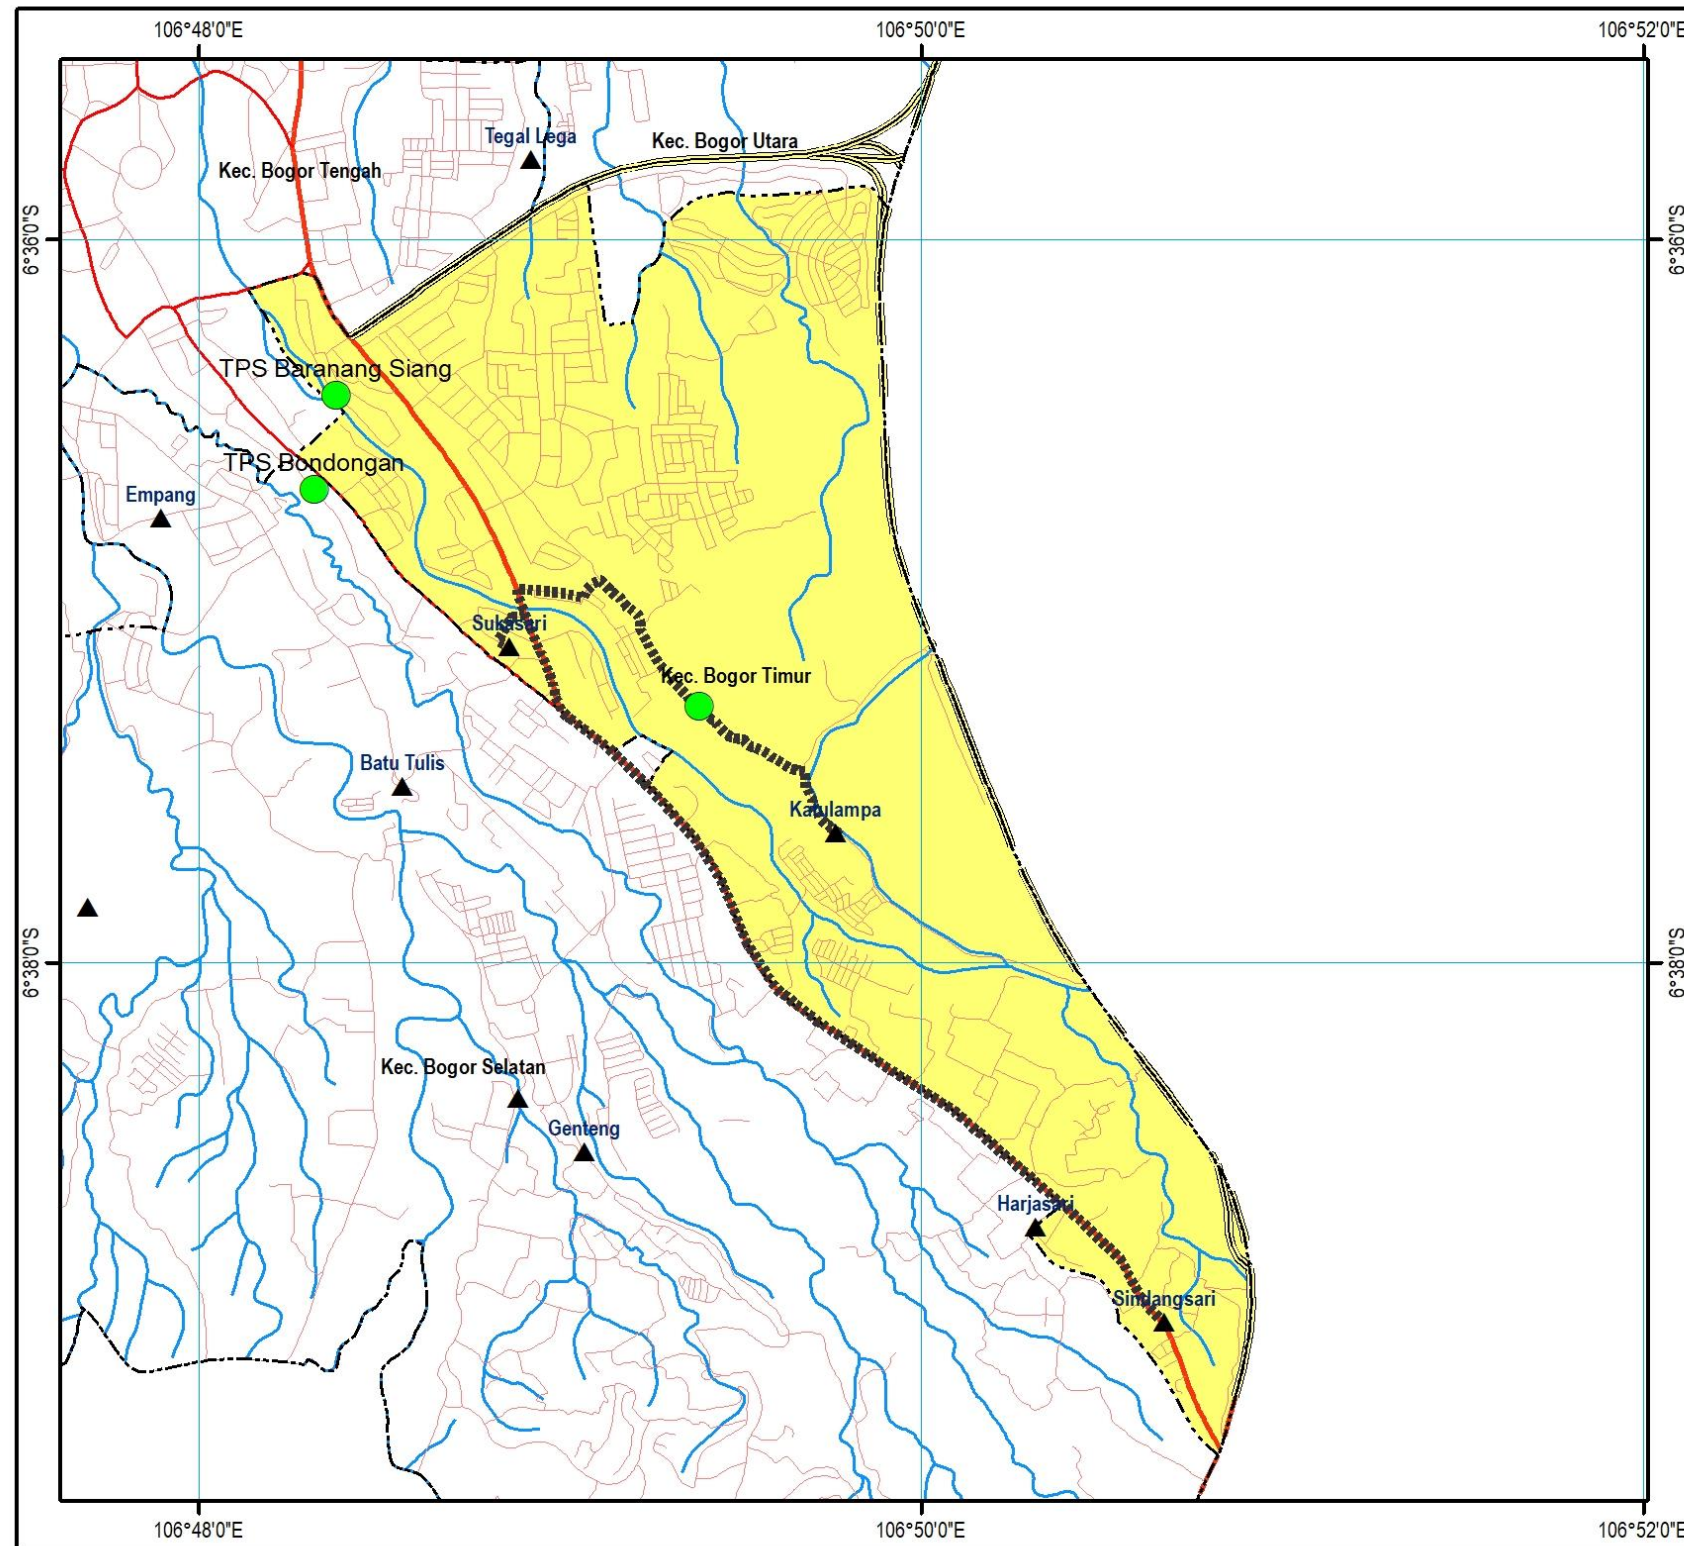 106°48'0"E
106°50'0"E
106°52'0"E
Tegal Lega
Kec. Bogor Utara
Kec. Bogor Tengah
6°36'0"S
6°36'0"S
TPS Baranang Siang
TPS Bondongan
Empang
Sukasari
Kec. Bogor Timur
Batu Tulis
Katulampa
6°38'0"S
6°38'0"S
Kec. Bogor Selatan
Genteng
Harjasari
Sindangsari
106°48'0"E
106°50'0"E
106°52'0"E